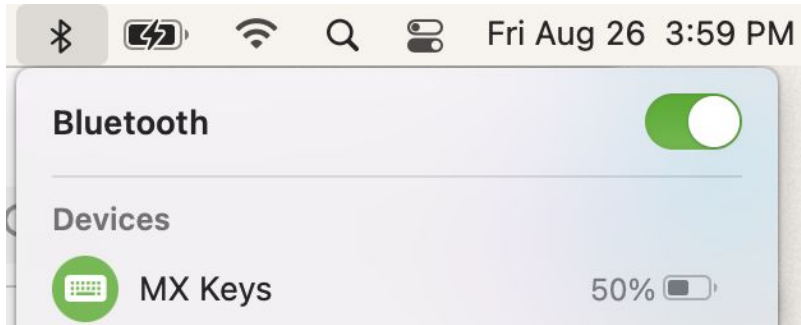 Fri Aug 26 3:59 PM
Bluetooth
Devices
MX Keys 50%